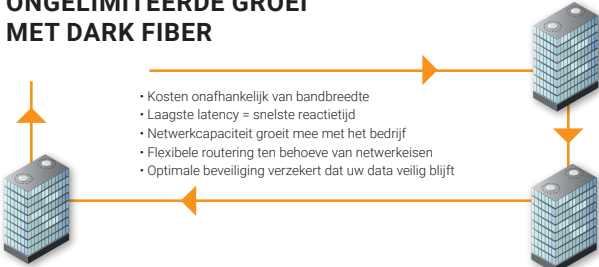 ONGELIMITEERDE GROEI
MET DARK FIBER
• Kosten onafhankelijk van bandbreedte
• Laagste latency = snelste reactietijd
• Netwerkcapaciteit groeit mee met het bedrijf
• Flexibele routering ten behoeve van netwerkeisen
• Optimale beveiliging verzekert dat uw data veilig blijft